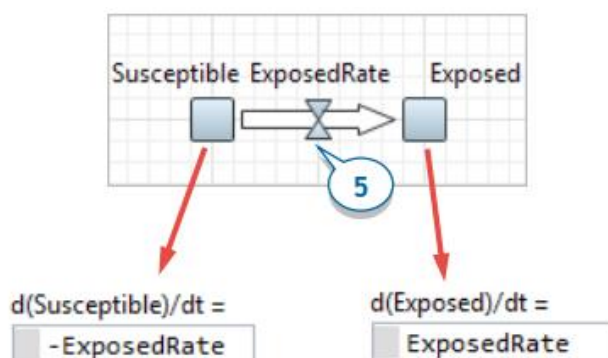 Susceptible ExposedRate Exposed
5
d(Susceptible)/dt = d(Exposed)/dt =
-ExposedRate ExposedRate